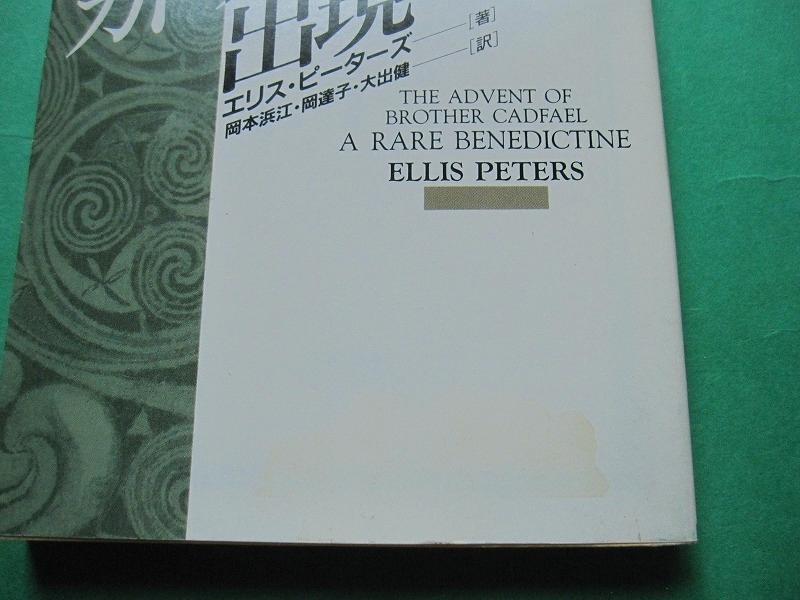 出現
エリス・ピーターズ [著]
岡本浜江・岡達子・大出健 [訳]
THE ADVENT OF
BROTHER CADFAEL
A RARE BENEDICTINE
ELLIS PETERS